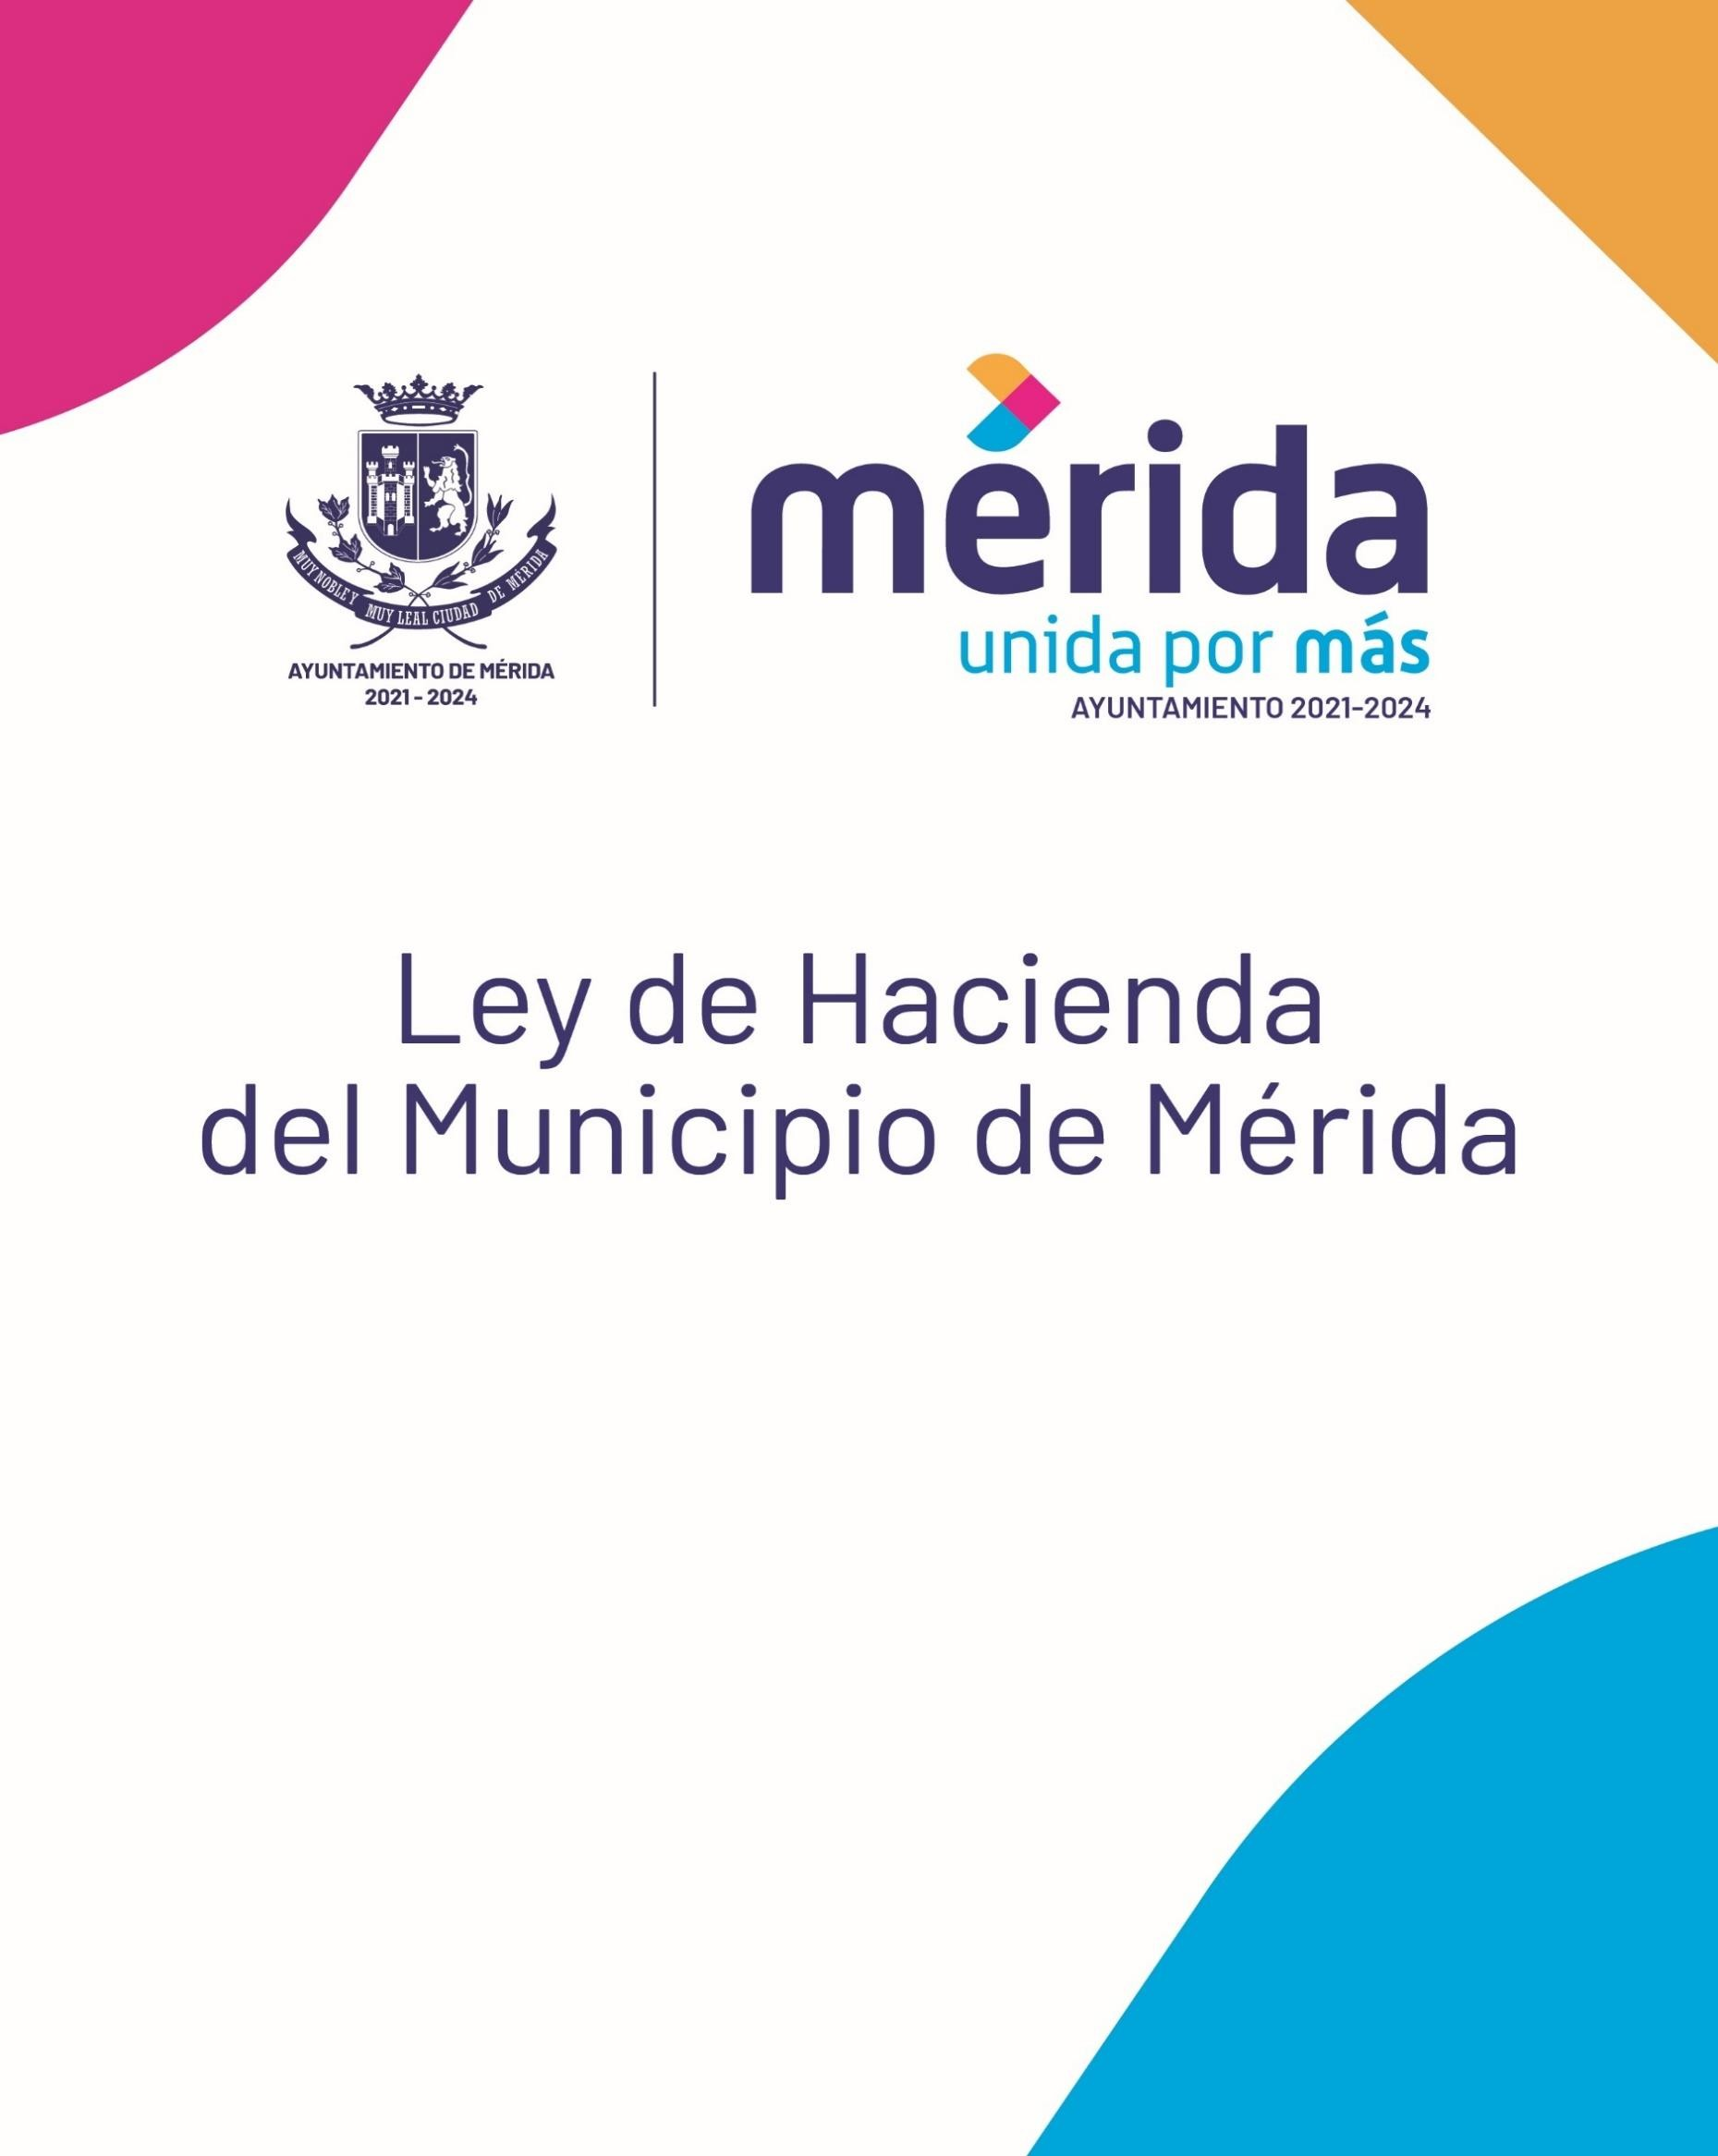 MUY NOBLE Y MUY LEAL CIUDAD DE MÉRIDA
AYUNTAMIENTO DE MÉRIDA
2021 - 2024
mérida
unida por más
AYUNTAMIENTO 2021-2024
Ley de Hacienda
del Municipio de Mérida